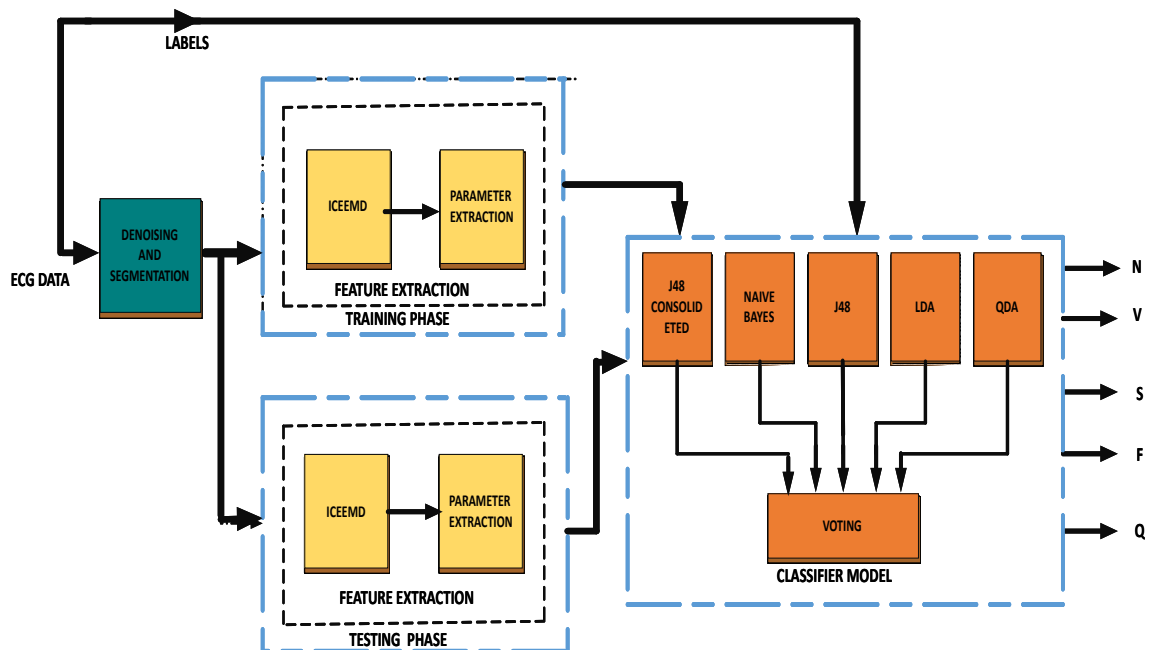 LABELS
ECG DATA
DENOISING
AND
SEGMENTATION
ICEEMD
PARAMETER
EXTRACTION
FEATURE EXTRACTION
TRAINING PHASE
ICEEMD
PARAMETER
EXTRACTION
FEATURE EXTRACTION
TESTING PHASE
J48
CONSOLID
ETED
NAIVE
BAYES
J48
LDA
QDA
VOTING
CLASSIFIER MODEL
N
V
S
F
Q